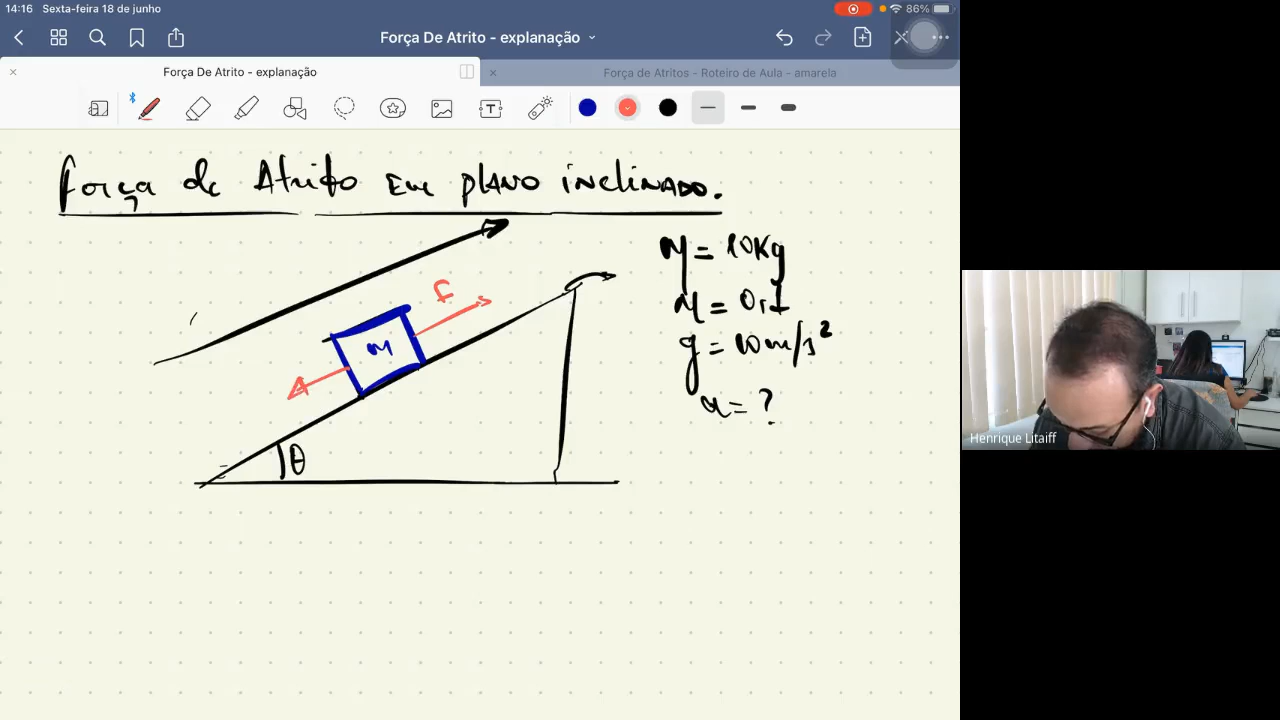 14:16 Sexta-feira 18 de junho
86%
Força De Atrito - explanação
Força De Atrito - explanação
Força de Atritos - Roteiro de Aula - amarela
Força de Atrito em plano inclinado.
F
M
θ
M = 10Kg
μ = 0,1
g = 10m/s²
a = ?
Henrique Litaiff